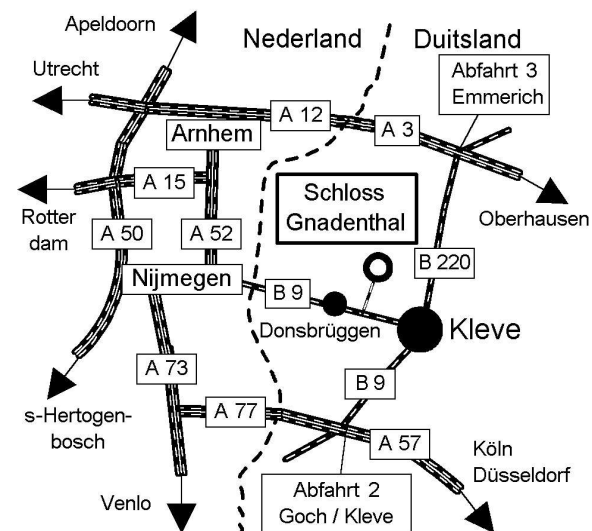 Apeldoorn
Nederland
Duitsland
Utrecht
Abfahrt 3
Emmerich
A 12
A 3
Arnhem
A 15
Schloss
Gnadenthal
Rotter
dam
Oberhausen
A 50
A 52
B 220
Nijmegen
B 9
Donsbrüggen
Kleve
A 73
B 9
s-Hertogen-
bosch
A 77
A 57
Köln
Düsseldorf
Venlo
Abfahrt 2
Goch / Kleve